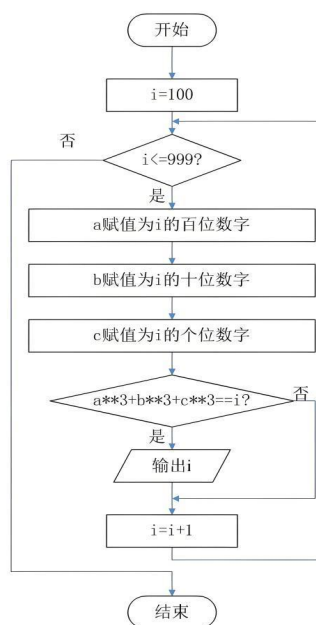 开始
i=100
否
i<=999?
是
a赋值为i的百位数字
b赋值为i的十位数字
c赋值为i的个位数字
a**3+b**3+c**3==i?
否
是
输出i
i=i+1
结束